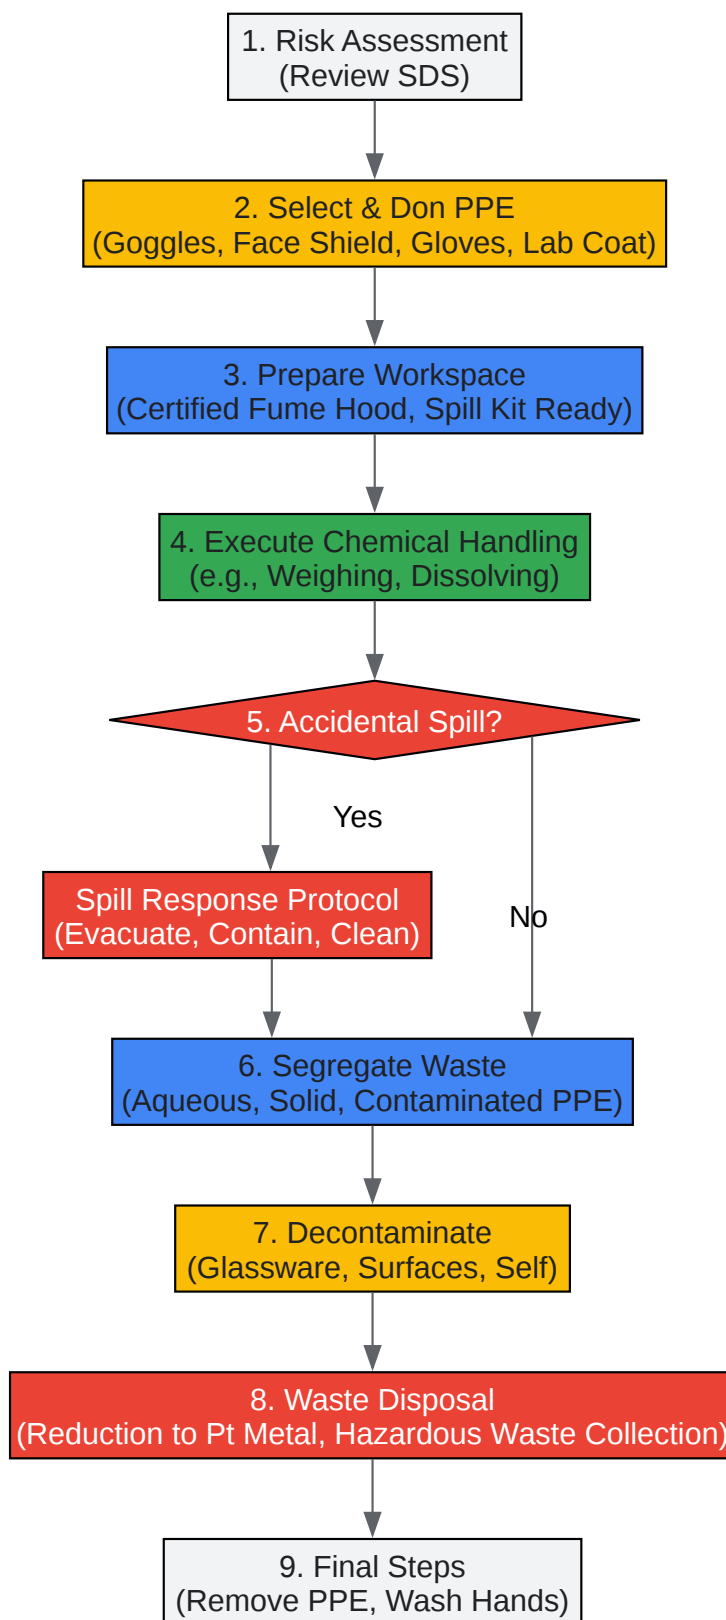 1. Risk Assessment
(Review SDS)
2. Select & Don PPE
(Goggles, Face Shield, Gloves, Lab Coat)
3. Prepare Workspace
(Certified Fume Hood, Spill Kit Ready)
4. Execute Chemical Handling
(e.g., Weighing, Dissolving)
5. Accidental Spill?
Yes
Spill Response Protocol
(Evacuate, Contain, Clean)
No
6. Segregate Waste
(Aqueous, Solid, Contaminated PPE)
7. Decontaminate
(Glassware, Surfaces, Self)
8. Waste Disposal
(Reduction to Pt Metal, Hazardous Waste Collection)
9. Final Steps
(Remove PPE, Wash Hands)